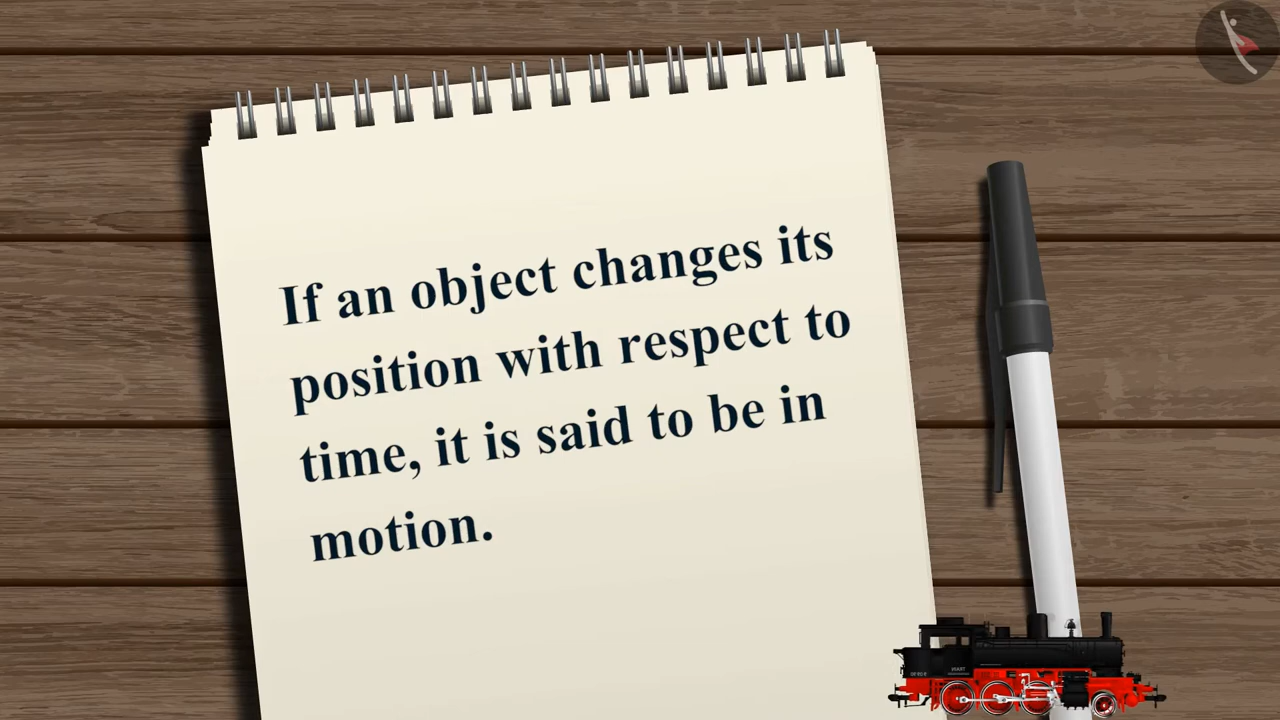 If an object changes its
position with respect to
time, it is said to be in
motion.